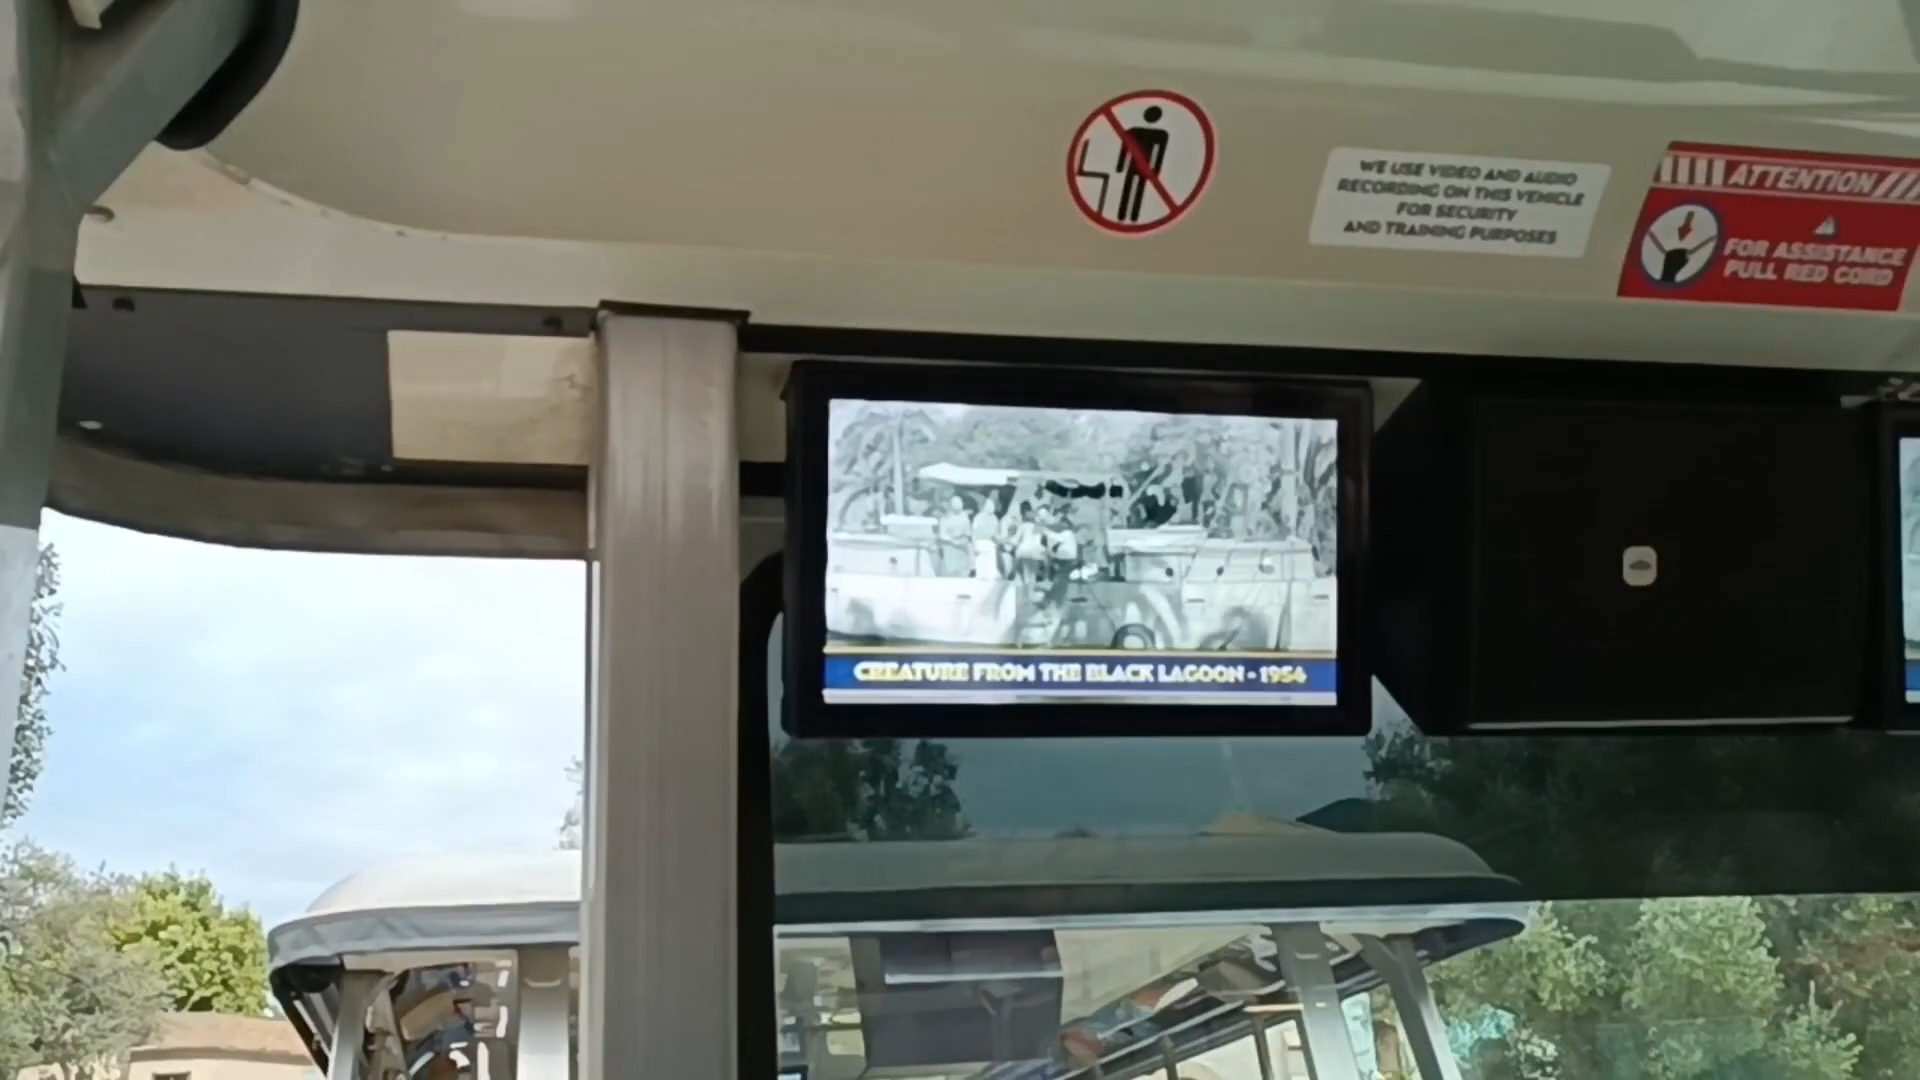 WE USE VIDEO AND AUDIO
RECORDING ON THIS VEHICLE
FOR SECURITY
AND TRAINING PURPOSES
ATTENTION
FOR ASSISTANCE
PULL RED CORD
CREATURE FROM THE BLACK LAGOON - 1954